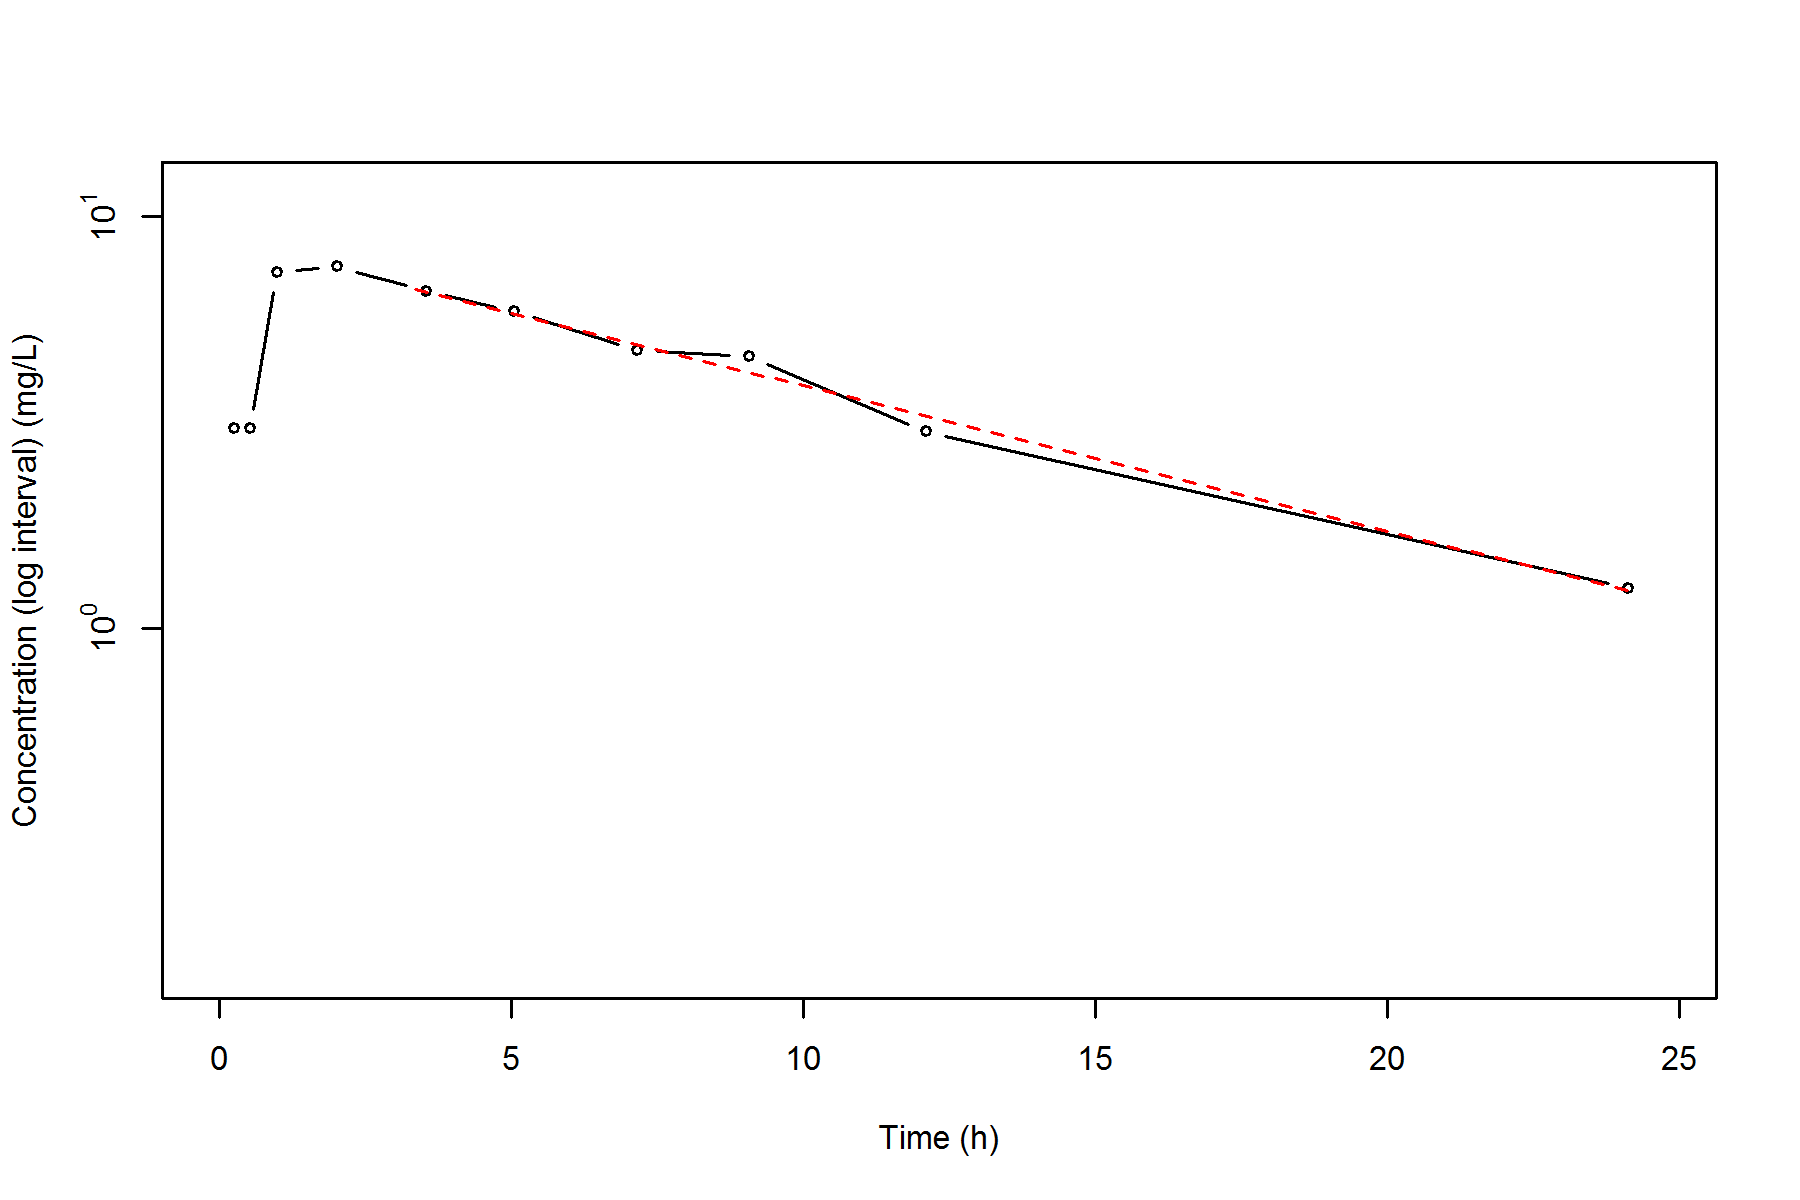 Concentration (log interval) (mg/L)
10^1
10^0
0 5 10 15 20 25
Time (h)